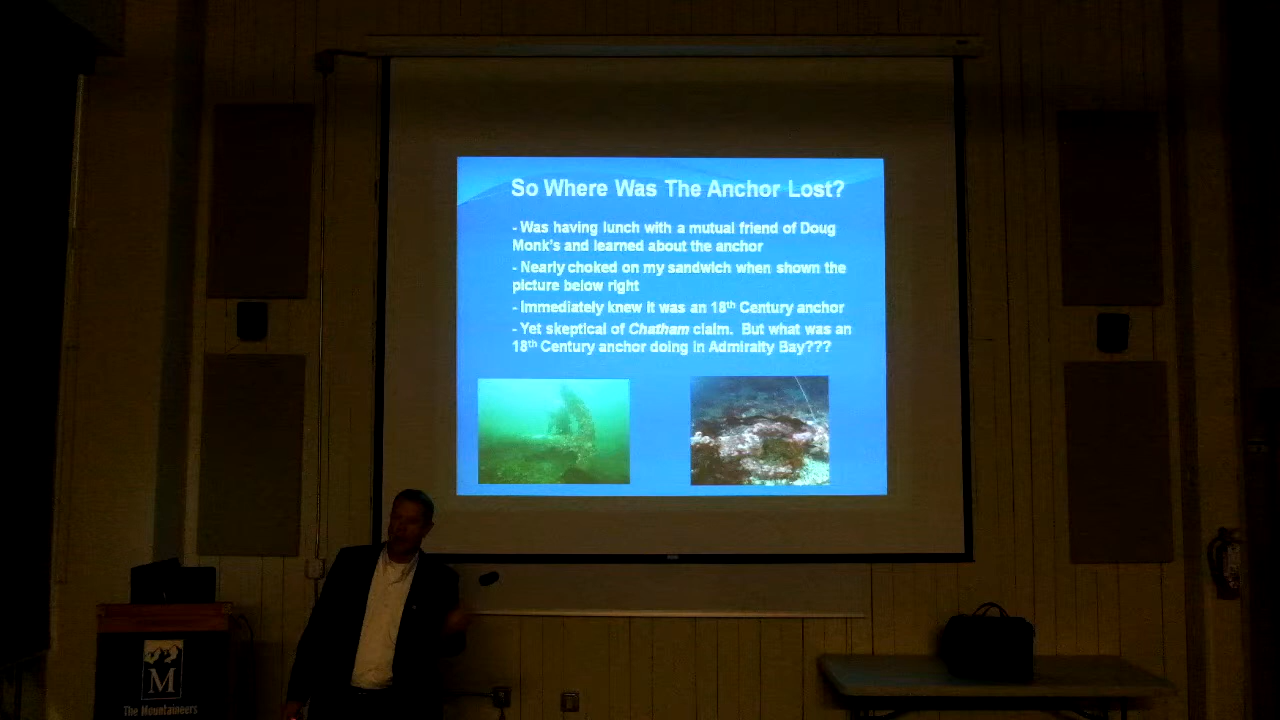 So Where Was The Anchor Lost?
- Was having lunch with a mutual friend of Doug
Monk's and learned about the anchor
- Nearly choked on my sandwich when shown the
picture below right
- Immediately knew it was an 18th Century anchor
- Yet skeptical of Chatham claim. But what was an
18th Century anchor doing in Admiralty Bay???
M
The Mountaineers